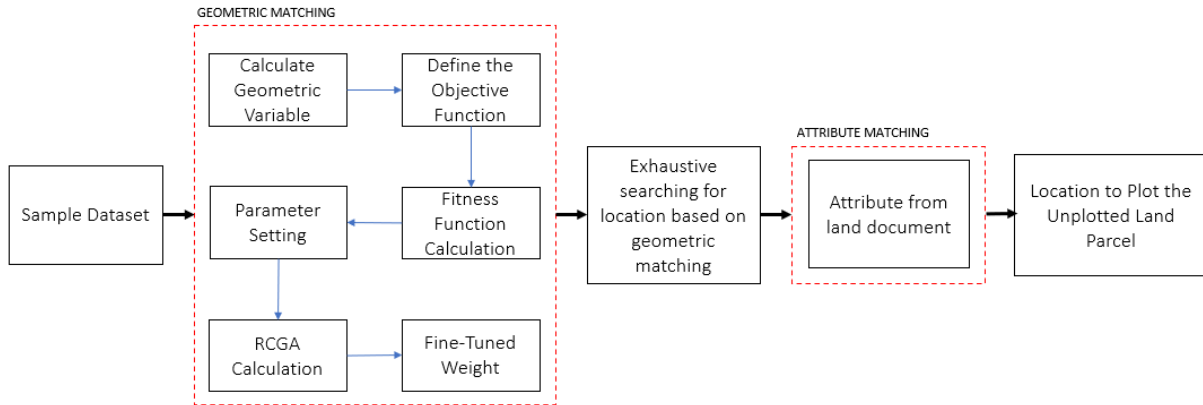 GEOMETRIC MATCHING
Calculate
Geometric
Variable
Define the
Objective
Function
Sample Dataset
Parameter
Setting
Fitness
Function
Calculation
RCGA
Calculation
Fine-Tuned
Weight
Exhaustive
searching for
location based on
geometric
matching
ATTRIBUTE MATCHING
Attribute from
land document
Location to Plot the
Unplotted Land
Parcel